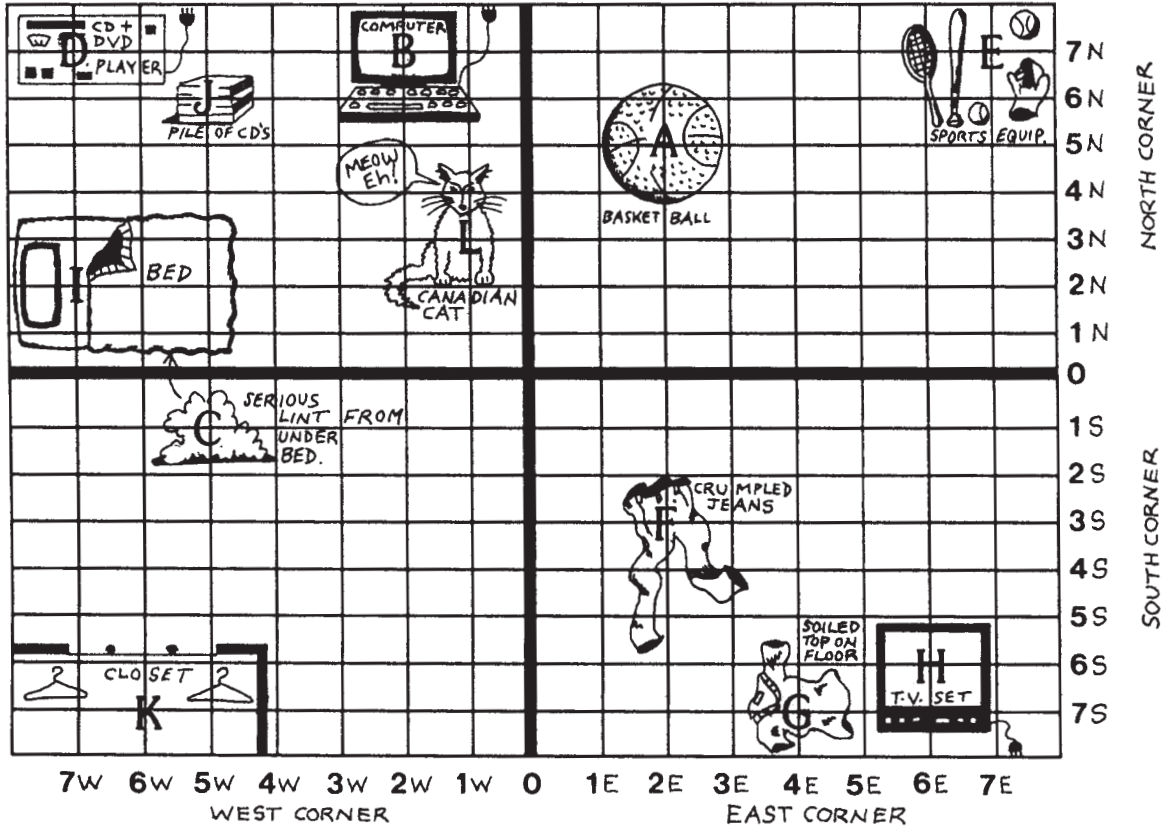 CD +
DVD
D
PLAYER
J
PILE OF CD'S
COMPUTER
B
E
SPORTS EQUIP.
A
BASKET BALL
MEOW
Eh!
L
CANADIAN
CAT
I
BED
C
SERIOUS
LINT FROM
UNDER
BED.
CRUMPLED
JEANS
F
SOILED
TOP ON
FLOOR
G
H
T.V. SET
CLOSET
K
7N
6N
5N
4N
3N
2N
1N
0
1S
2S
3S
4S
5S
6S
7S
NORTH CORNER
SOUTH CORNER
7W 6W 5W 4W 3W 2W 1W 0 1E 2E 3E 4E 5E 6E 7E
WEST CORNER
EAST CORNER